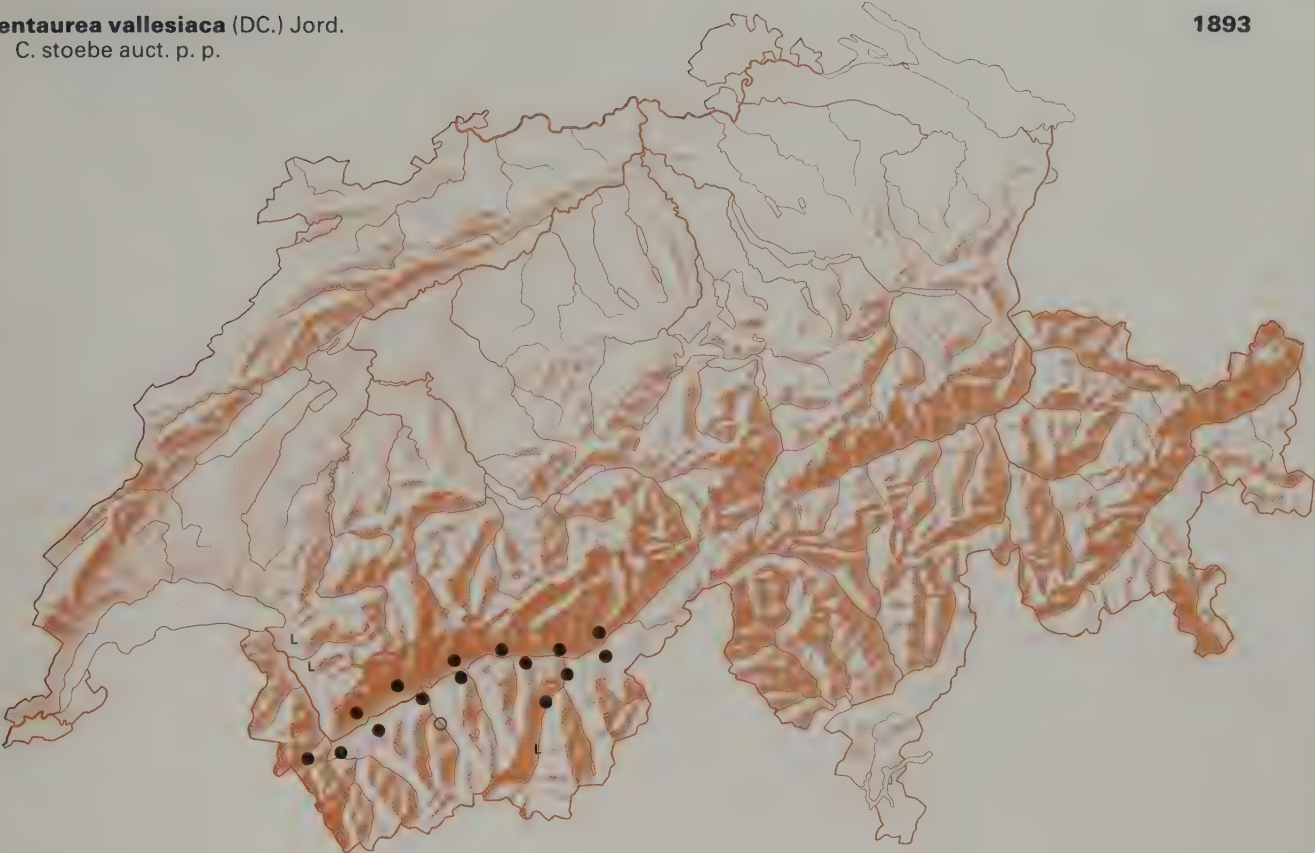 entaurea vallesiaca (DC.) Jord.
C. stoebe auct. p. p.
1893
L
L
L